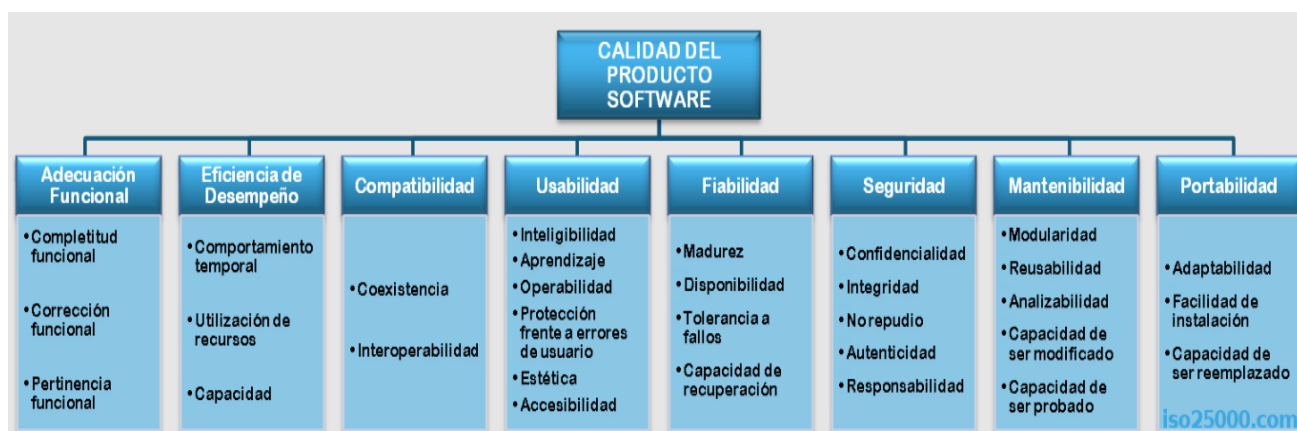 CALIDAD DEL
PRODUCTO
SOFTWARE
Adecuación
Funcional
• Completitud
funcional
• Corrección
funcional
• Pertinencia
funcional
Eficiencia de
Desempeño
• Comportamiento
temporal
• Utilización de
recursos
• Capacidad
Compatibilidad
• Coexistencia
• Interoperabilidad
Usabilidad
• Inteligibilidad
• Aprendizaje
• Operabilidad
• Protección
frente a errores
de usuario
• Estética
• Accesibilidad
Fiabilidad
• Madurez
• Disponibilidad
• Tolerancia a
fallos
• Capacidad de
recuperación
Seguridad
• Confidencialidad
• Integridad
• No repudio
• Autenticidad
• Responsabilidad
Mantenibilidad
• Modularidad
• Reusabilidad
• Analizabilidad
• Capacidad de
ser modificado
• Capacidad de
ser probado
Portabilidad
• Adaptabilidad
• Facilidad de
instalación
• Capacidad de
ser reemplazado
iso25000.com